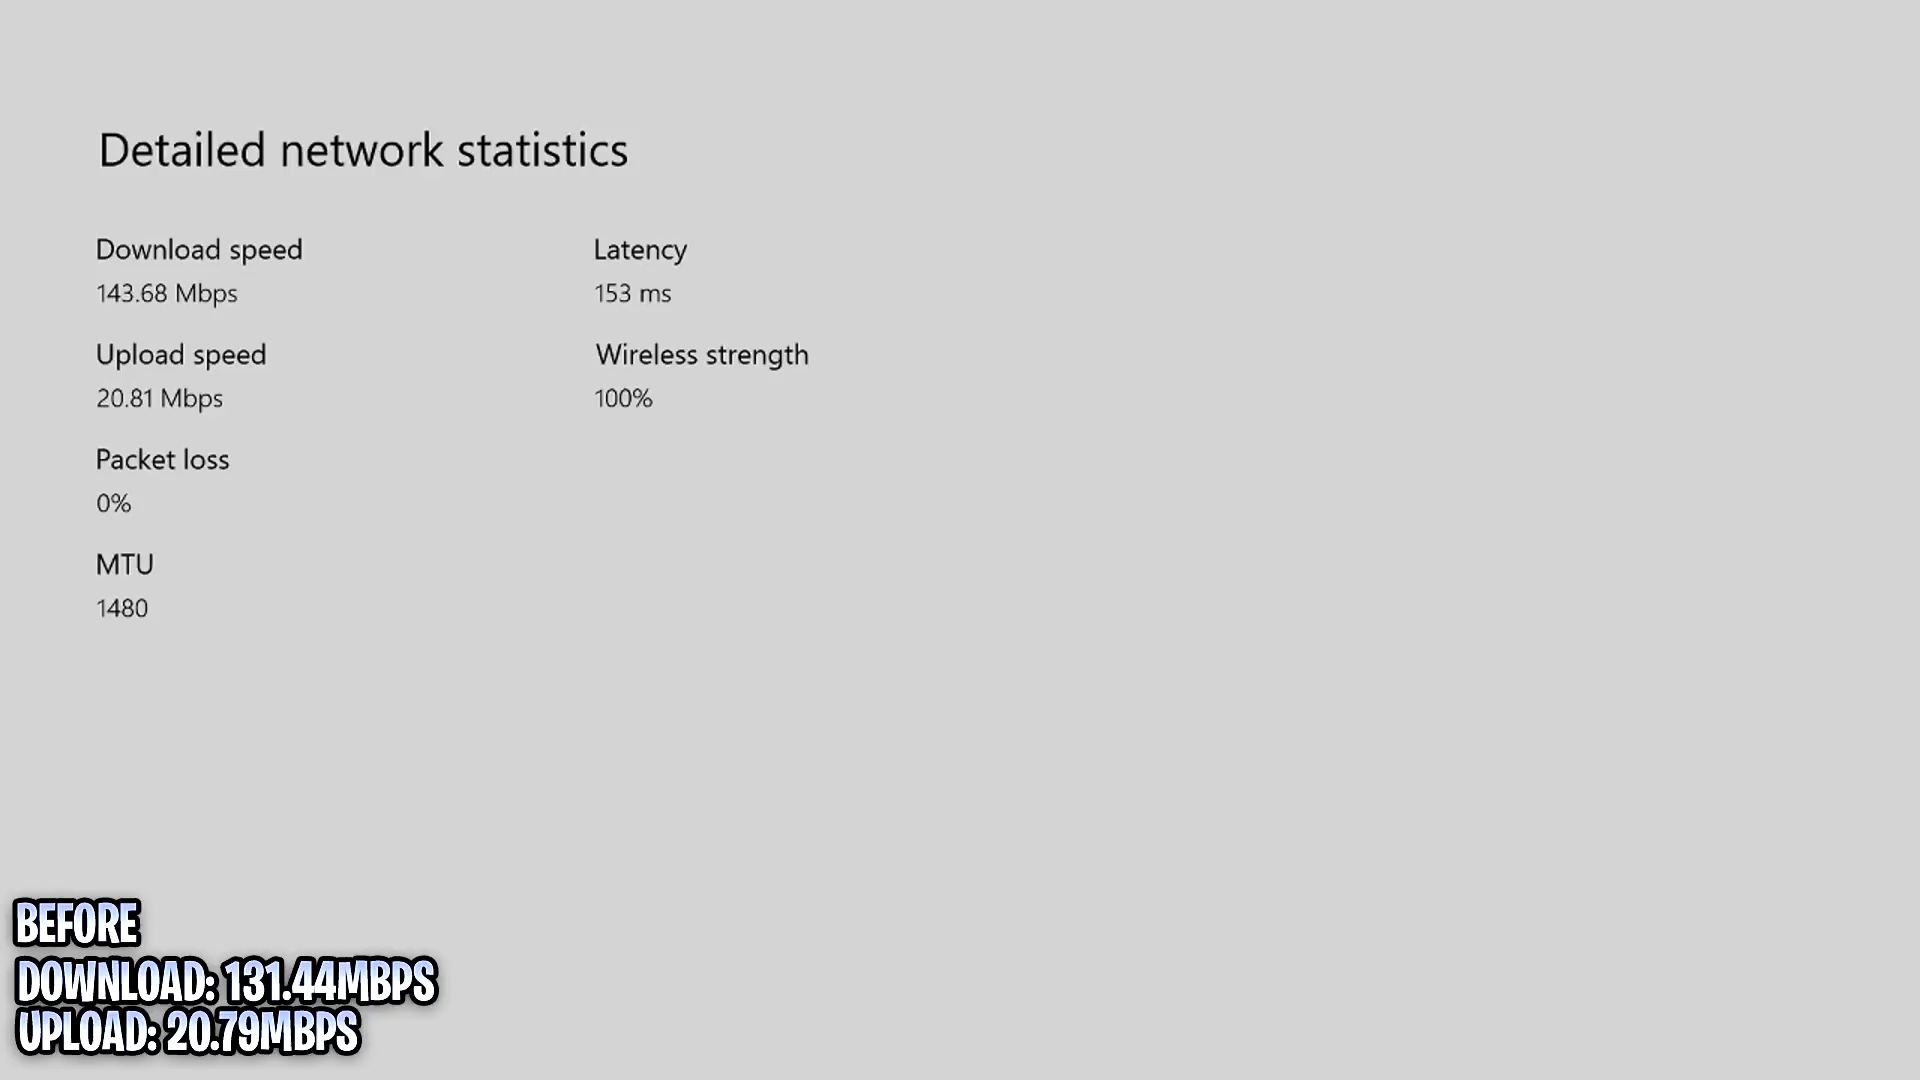 Detailed network statistics
Download speed
143.68 Mbps
Upload speed
20.81 Mbps
Packet loss
0%
MTU
1480
Latency
153 ms
Wireless strength
100%
BEFORE
DOWNLOAD: 131.44MBPS
UPLOAD: 20.79MBPS